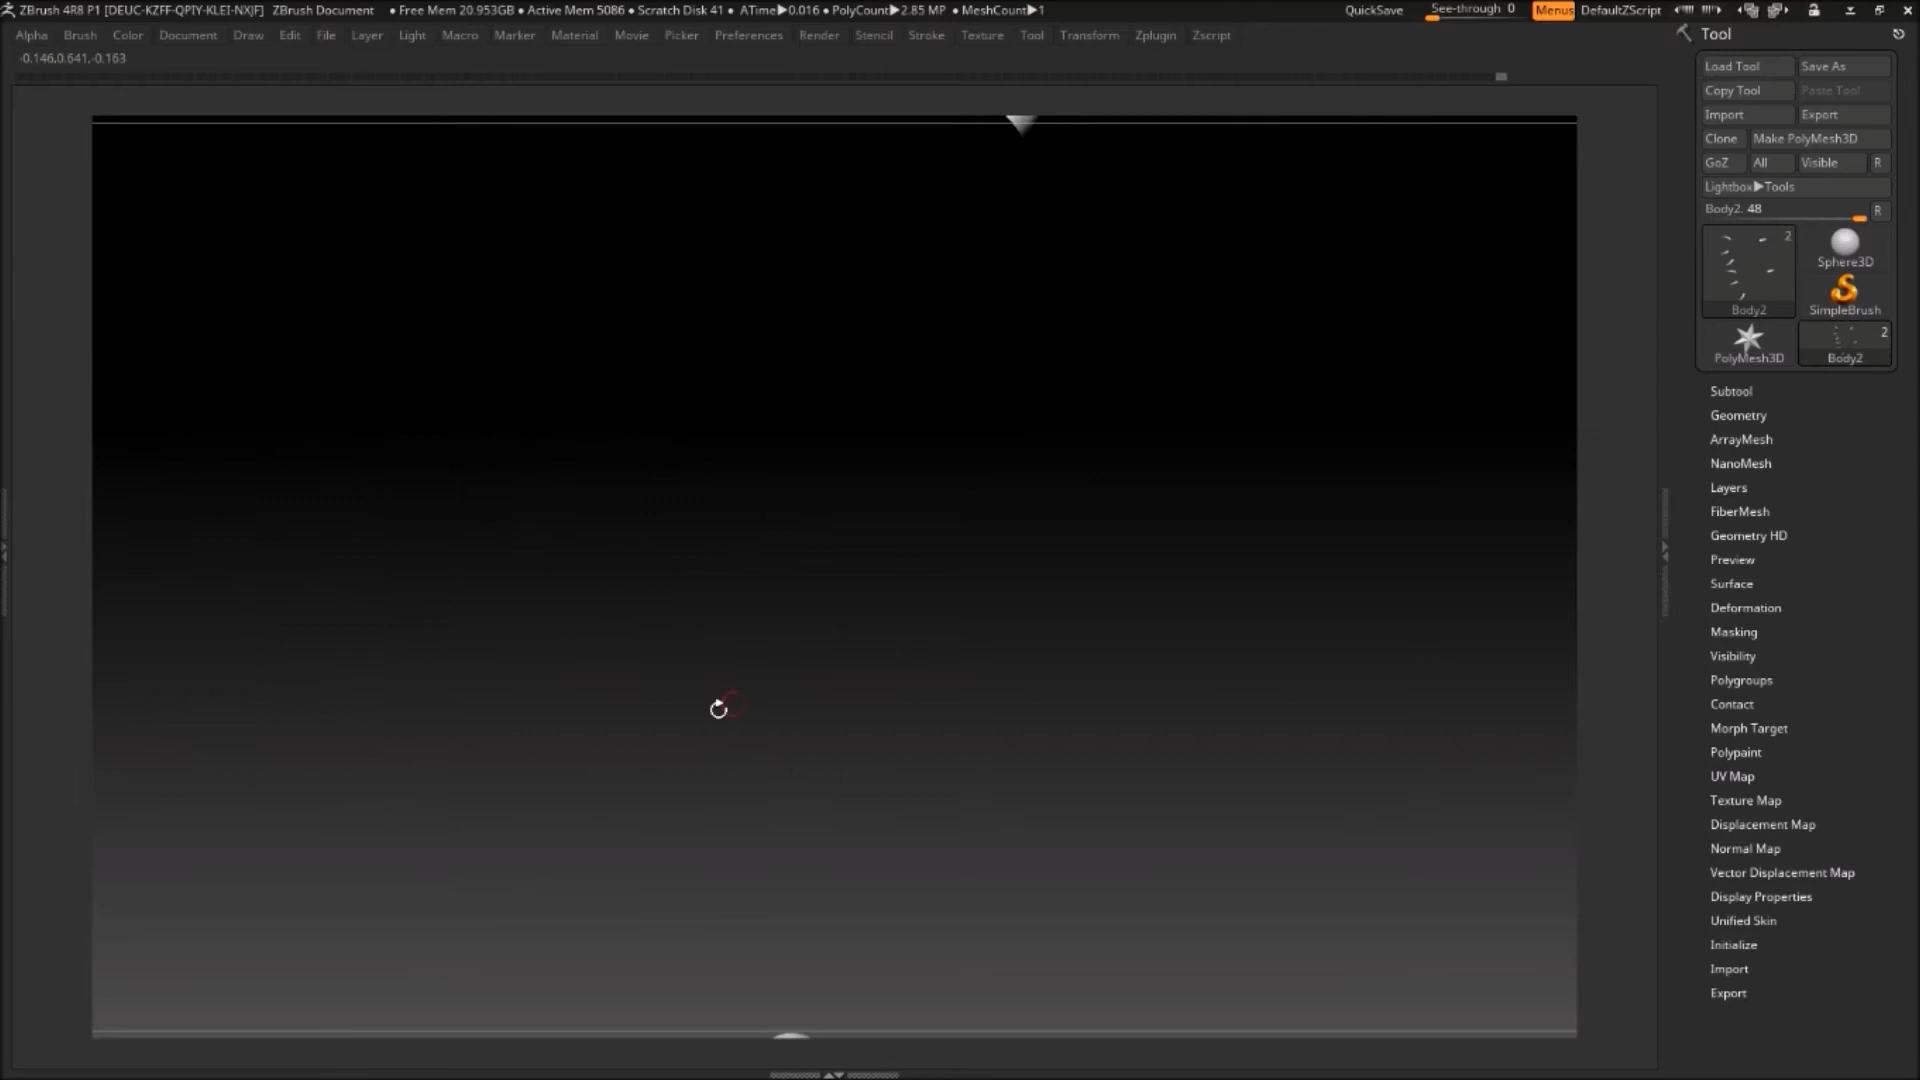 ZBrush 4R8 P1 [DEUC-KZFF-QPIY-KLEI-NXJF] ZBrush Document • Free Mem 20.953GB • Active Mem 5086 • Scratch Disk 41 • ATime▶0.016 • PolyCount▶2.85 MP • MeshCount▶1 QuickSave See-through 0 Menus DefaultZScript
Alpha Brush Color Document Draw Edit File Layer Light Macro Marker Material Movie Picker Preferences Render Stencil Stroke Texture Tool Transform Zplugin Zscript
-0.146,0.641,-0.163
Tool
Load Tool Save As
Copy Tool Paste Tool
Import Export
Clone Make PolyMesh3D
GoZ All Visible R
Lightbox▶Tools
Body2. 48 R
2
Sphere3D
Body2 SimpleBrush
2
PolyMesh3D Body2
Subtool
Geometry
ArrayMesh
NanoMesh
Layers
FiberMesh
Geometry HD
Preview
Surface
Deformation
Masking
Visibility
Polygroups
Contact
Morph Target
Polypaint
UV Map
Texture Map
Displacement Map
Normal Map
Vector Displacement Map
Display Properties
Unified Skin
Initialize
Import
Export